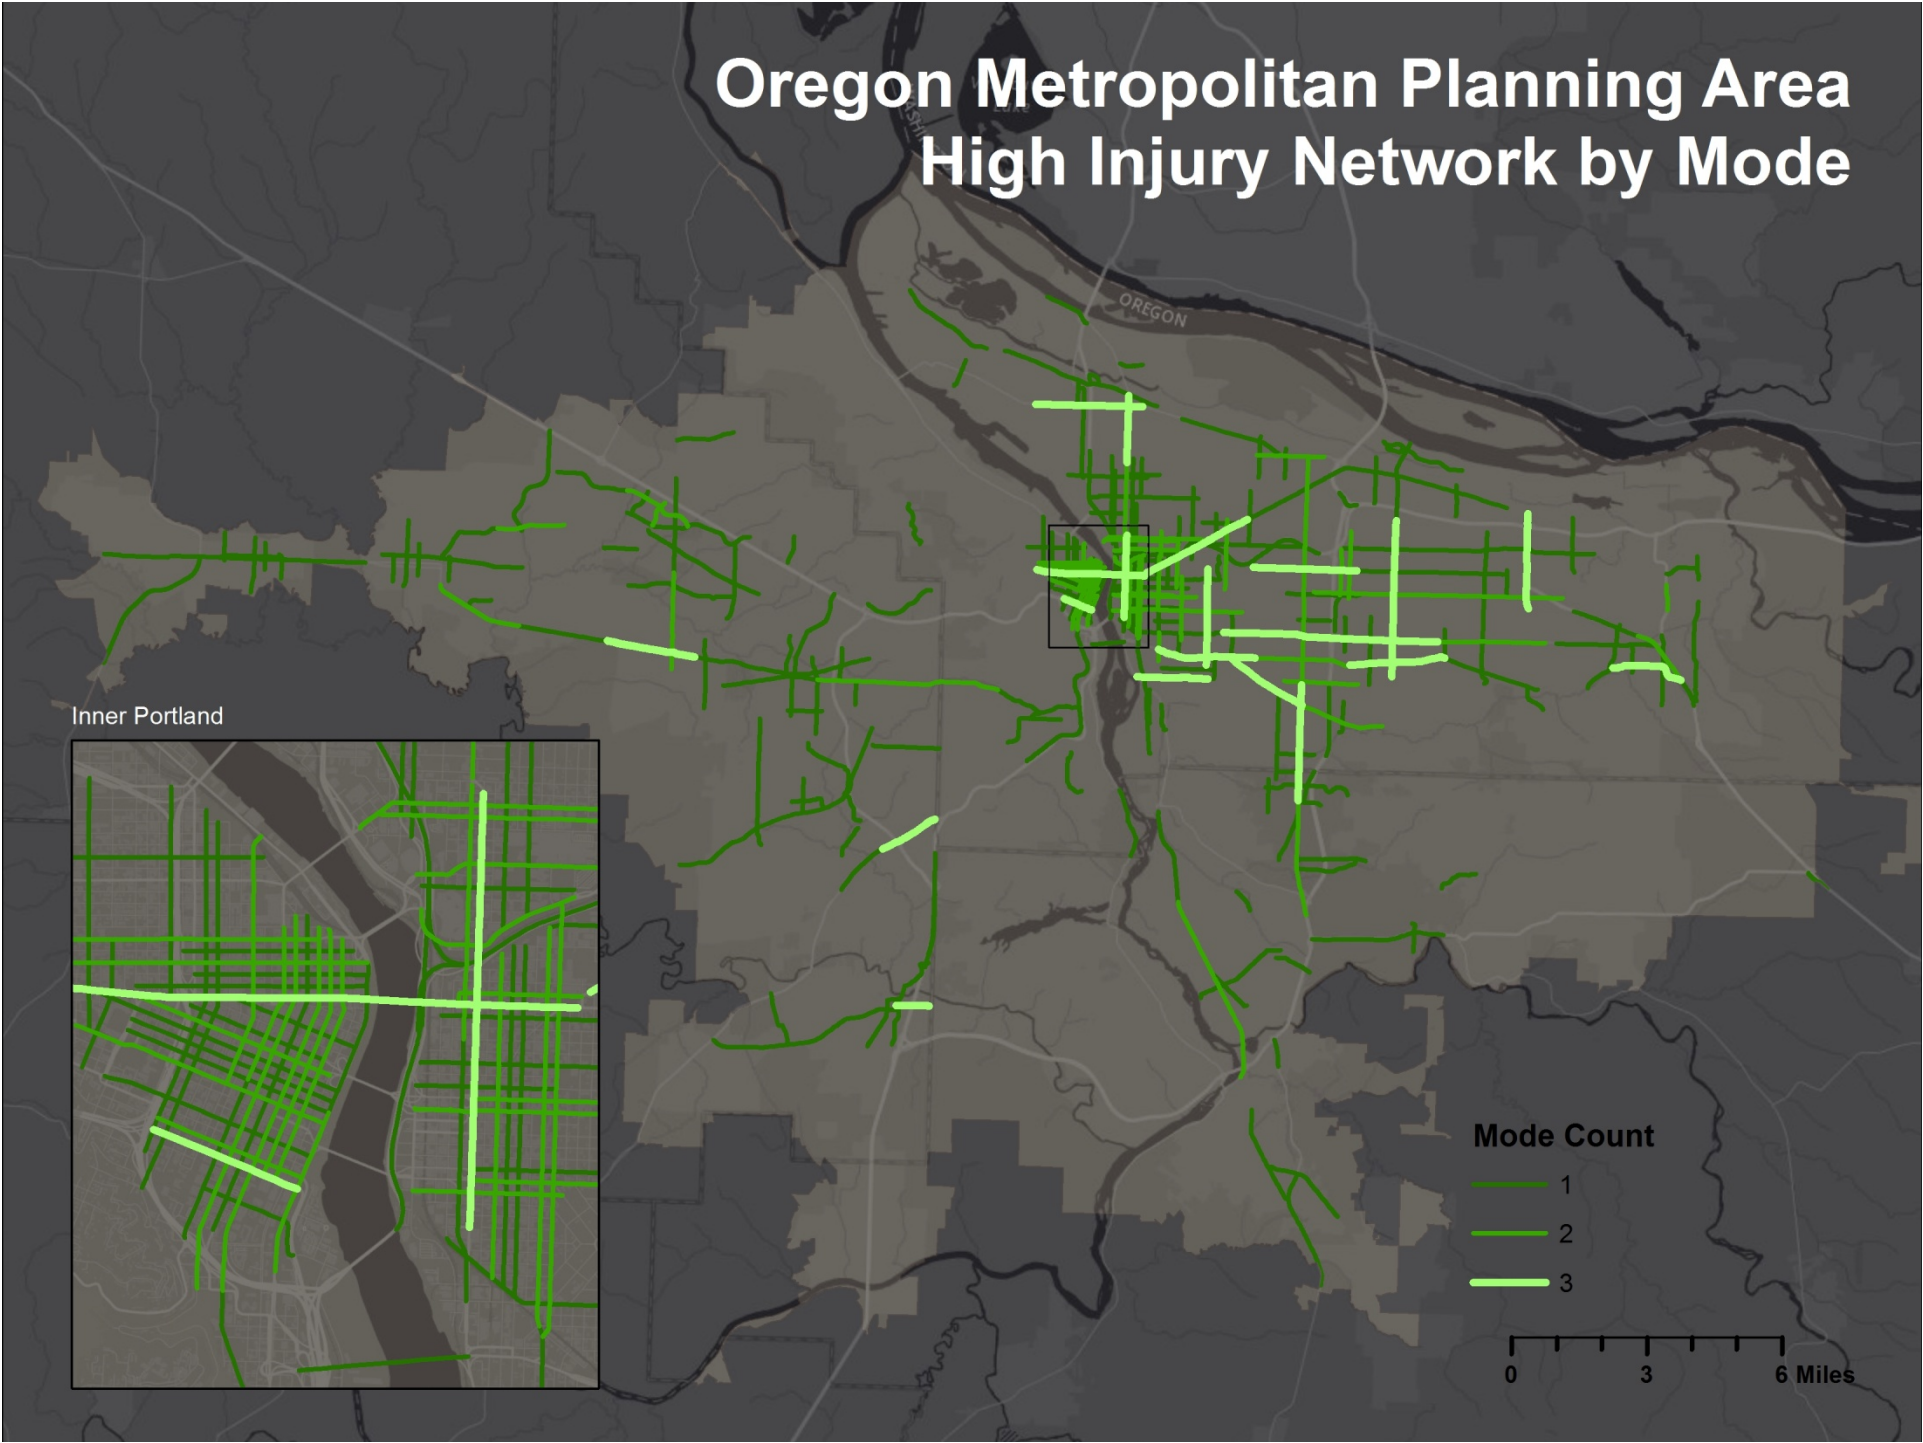 Oregon Metropolitan Planning Area
High Injury Network by Mode
OREGON
Inner Portland
Mode Count
1
2
3
0 3 6 Miles